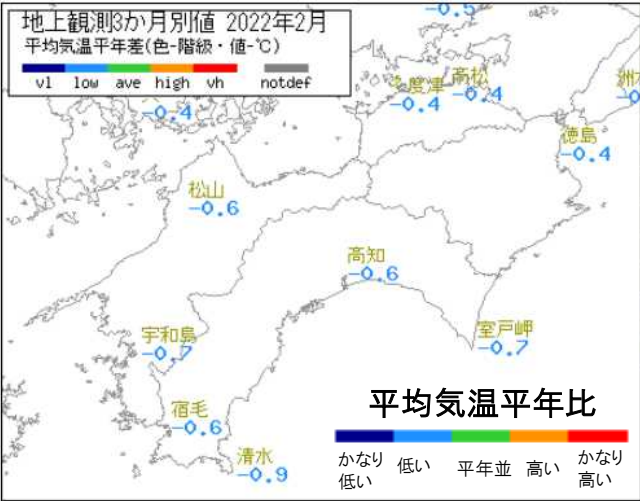 地上観測3か月別値 2022年2月
平均気温平年差(色-階級・値-℃)
vl low ave high vh notdef
-0.5
-0.4
度津
-0.4
高松
-0.4
洲
徳島
-0.4
松山
-0.6
高知
-0.6
室戸岬
-0.7
宇和島
-0.7
宿毛
-0.6
清水
-0.9
平均気温平年比
かなり低い 低い 平年並 高い かなり高い